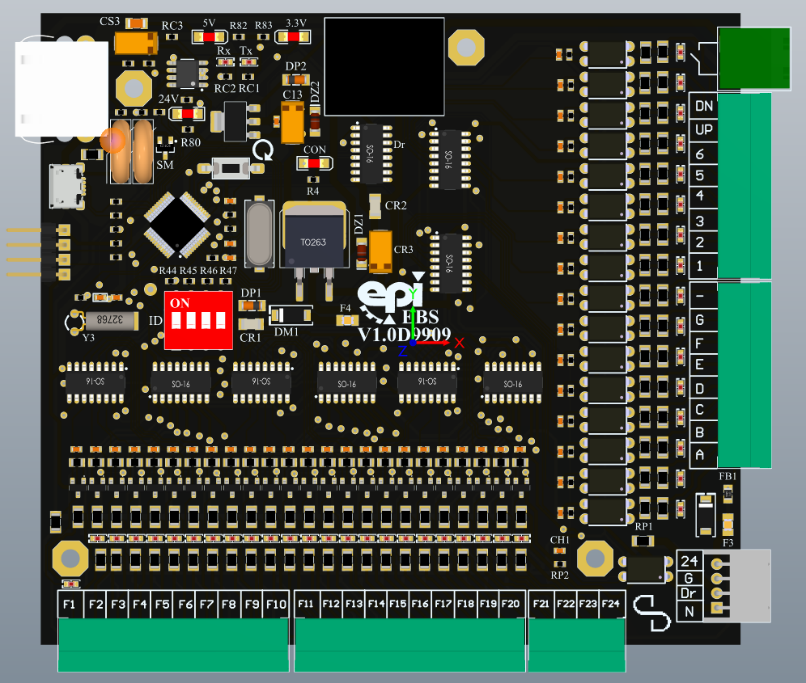 CS3 RC3 5V R82 R83 3.3V
Rx Tx
DP2
RC2 RC1
C13 DZ2
24V
R80
SM
CON
R4
Dr
SO-16 SO-16
CR2
DZ1
TO263
CR3
SO-16
R44 R45 R46 R47
ON
ID
DP1
CR1
DM1
F4
epi
EBS
V1.0D9909
Y
X
Z
32768
Y3
SO-16 SO-16 SO-16 SO-16 SO-16 SO-16
DN
UP
6
5
4
3
2
1
-
G
F
E
D
C
B
A
FB1
F3
RP1
CH1
RP2
24
G
Dr
N
F1 F2 F3 F4 F5 F6 F7 F8 F9 F10 F11 F12 F13 F14 F15 F16 F17 F18 F19 F20 F21 F22 F23 F24